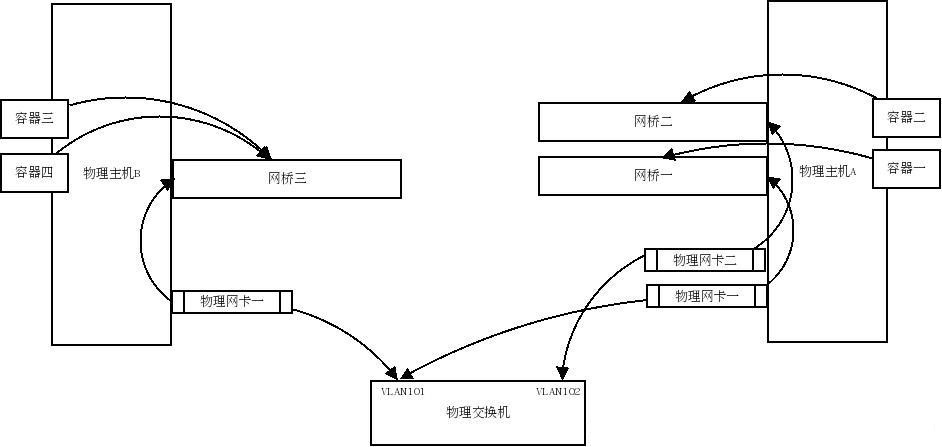 容器三
容器四
物理主机B
网桥三
物理网卡一
网桥二
网桥一
容器二
容器一
物理主机A
物理网卡二
物理网卡一
VLAN101
VLAN102
物理交换机